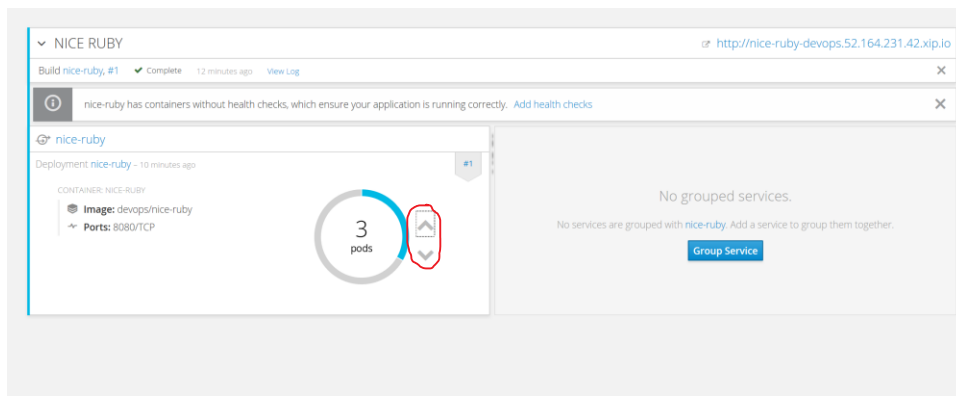 NICE RUBY
http://nice-ruby-devops.52.164.231.42.xip.io
Build nice-ruby, #1 Complete 12 minutes ago View Log
nice-ruby has containers without health checks, which ensure your application is running correctly. Add health checks
nice-ruby
Deployment nice-ruby - 10 minutes ago
#1
CONTAINER: NICE-RUBY
Image: devops/nice-ruby
Ports: 8080/TCP
3
pods
No grouped services.
No services are grouped with nice-ruby. Add a service to group them together.
Group Service